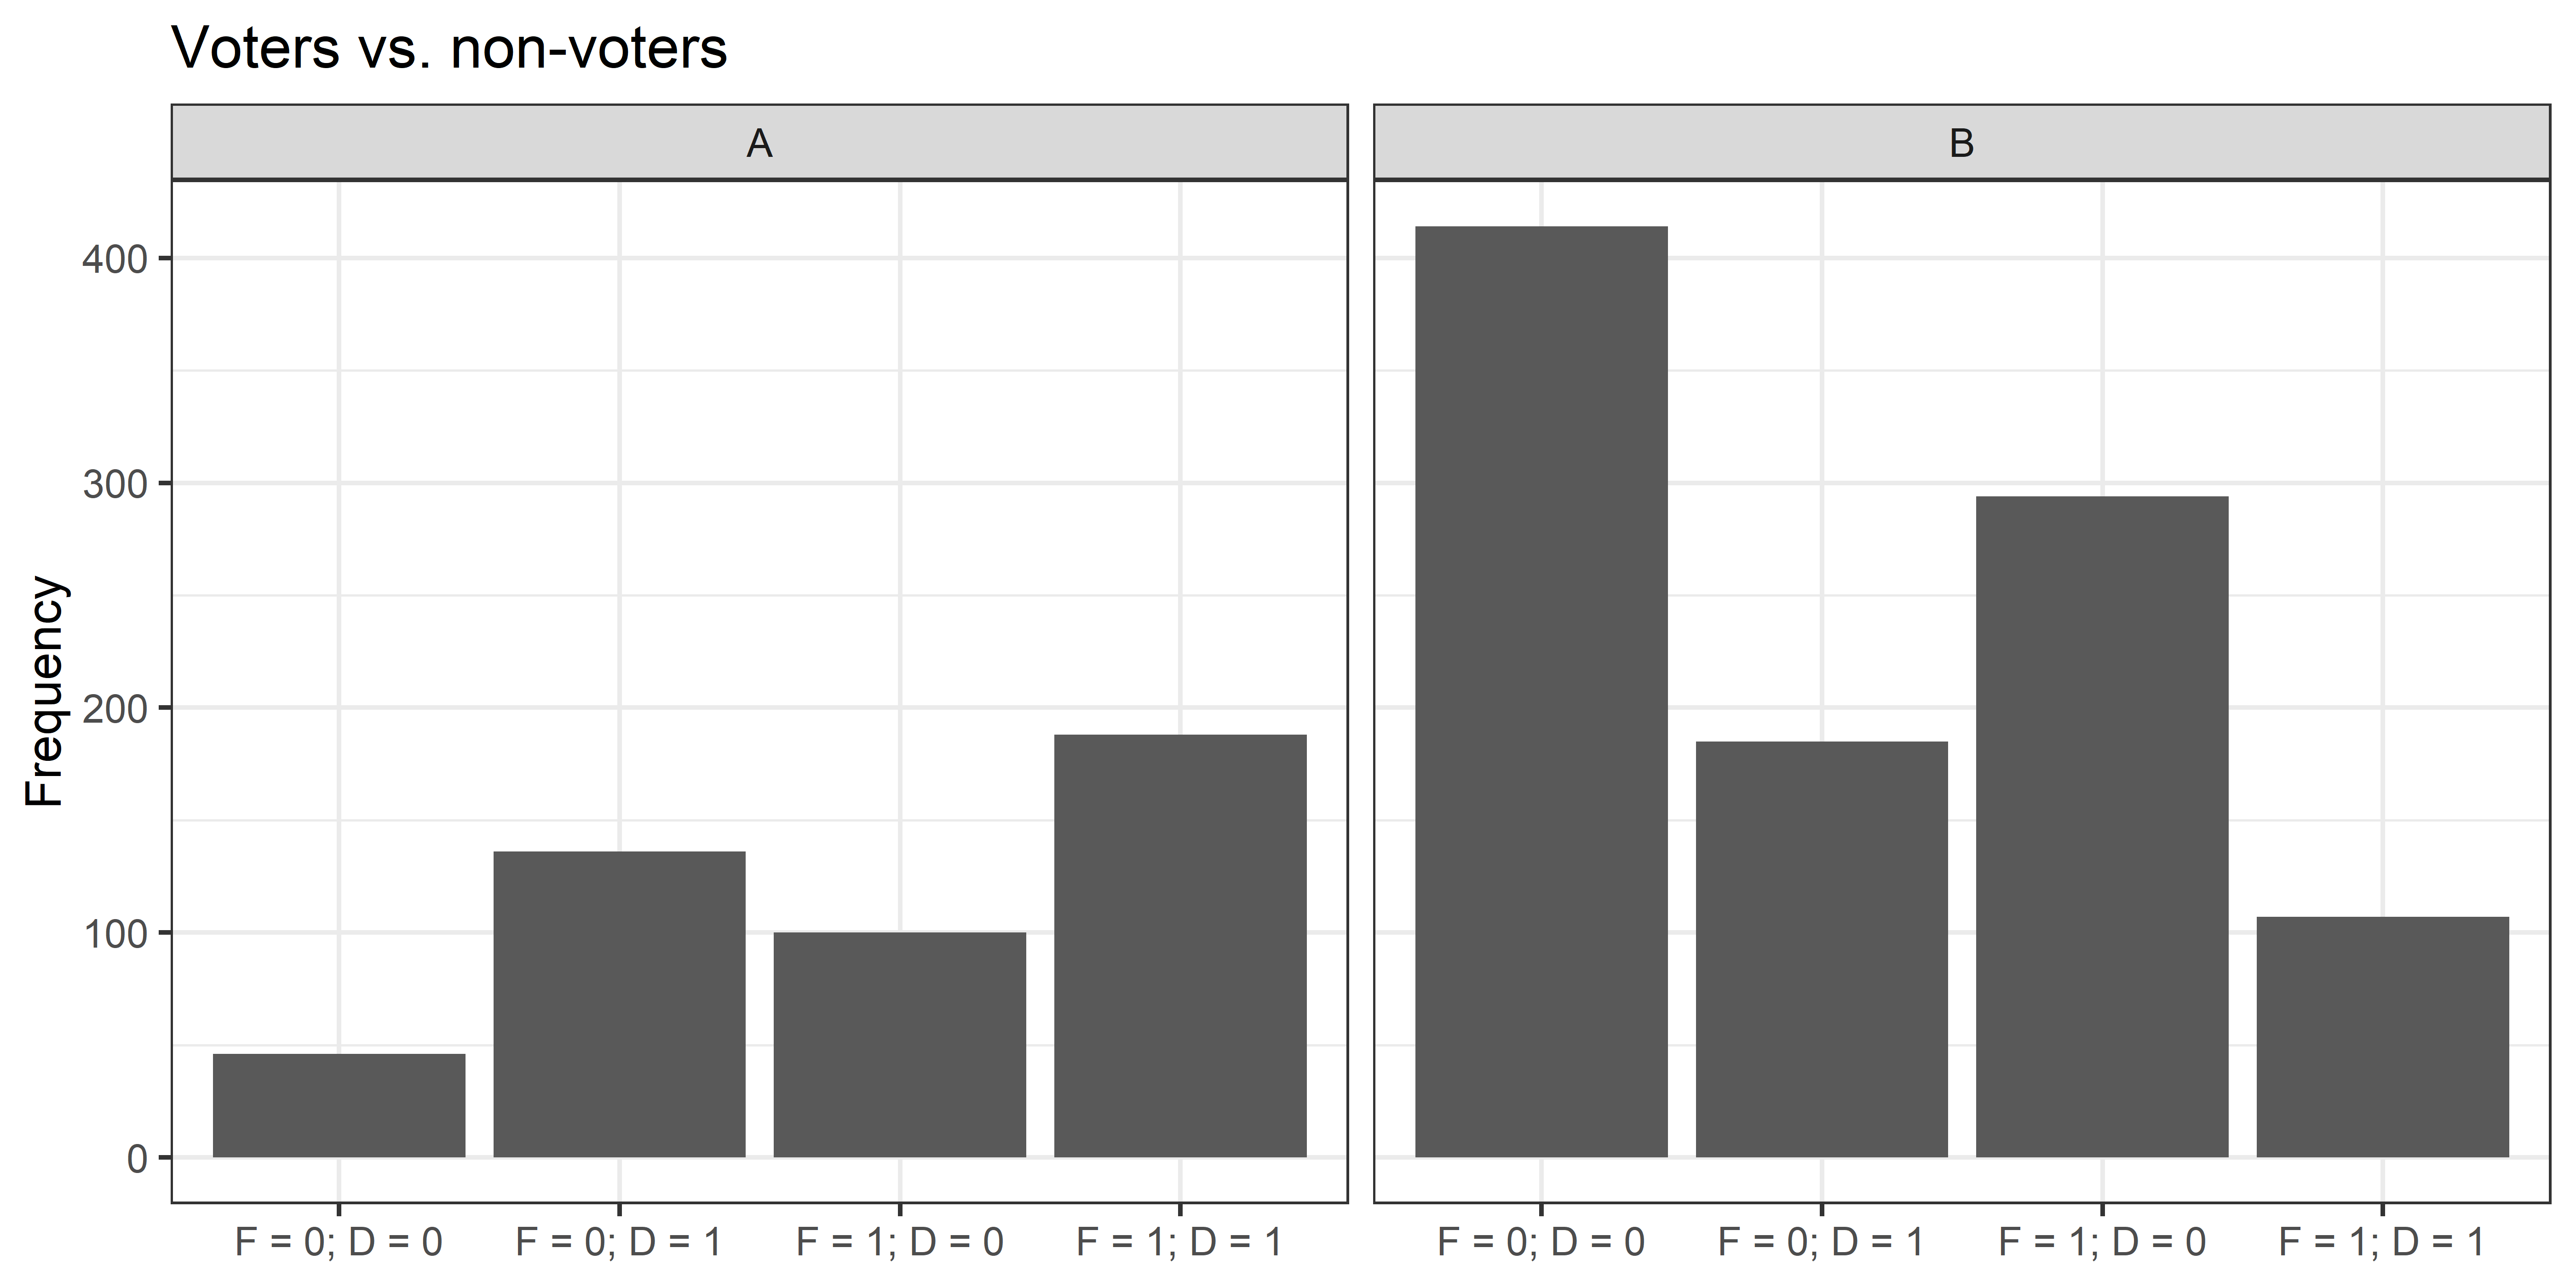 Voters vs. non-voters
A
B
Frequency
400
300
200
100
0
F = 0; D = 0
F = 0; D = 1
F = 1; D = 0
F = 1; D = 1
F = 0; D = 0
F = 0; D = 1
F = 1; D = 0
F = 1; D = 1